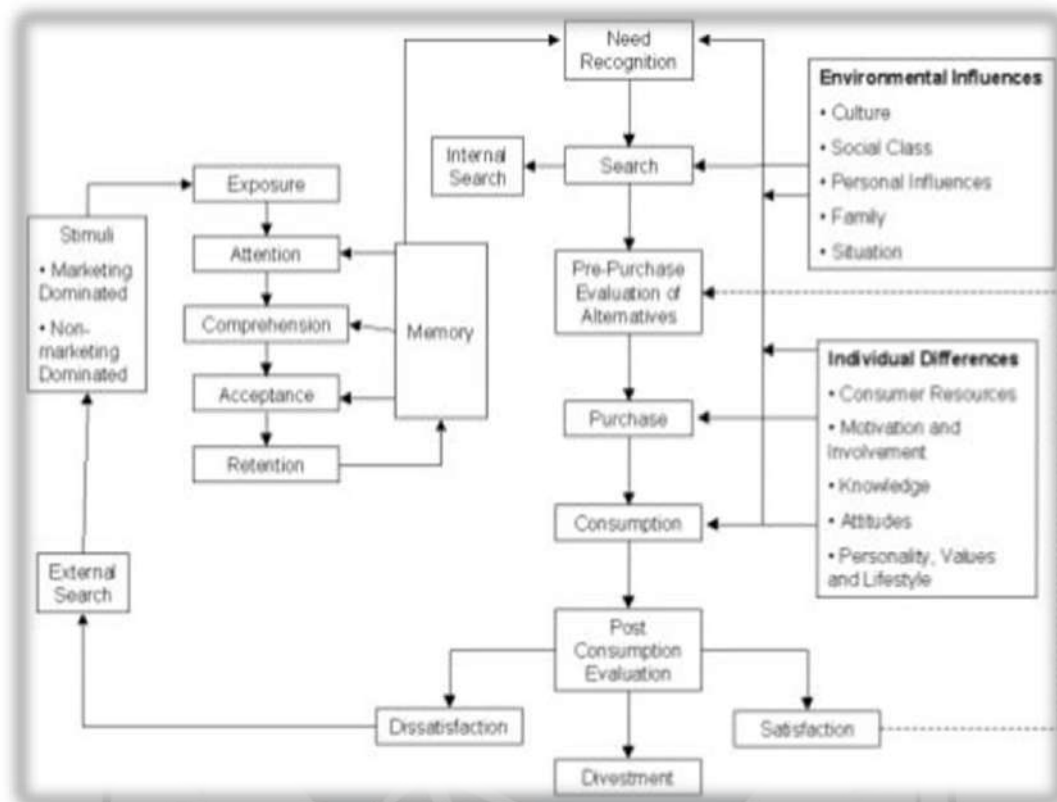 Need
Recognition
Environmental Influences
• Culture
• Social Class
• Personal Influences
• Family
• Situation
Internal
Search
Search
Exposure
Stimuli
• Marketing
Dominated
• Non-
marketing
Dominated
Attention
Comprehension
Acceptance
Retention
Memory
Pre-Purchase
Evaluation of
Alternatives
Individual Differences
• Consumer Resources
• Motivation and
Involvement
• Knowledge
• Attitudes
• Personality, Values
and Lifestyle
Purchase
Consumption
External
Search
Post
Consumption
Evaluation
Dissatisfaction
Satisfaction
Divestment